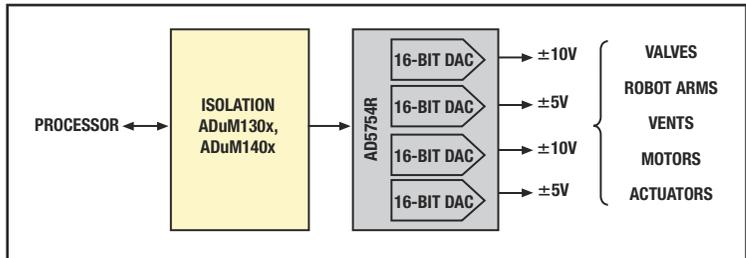 PROCESSOR
ISOLATION
ADuM130x,
ADuM140x
AD5754R
16-BIT DAC
16-BIT DAC
16-BIT DAC
16-BIT DAC
±10V
±5V
±10V
±5V
VALVES
ROBOT ARMS
VENTS
MOTORS
ACTUATORS